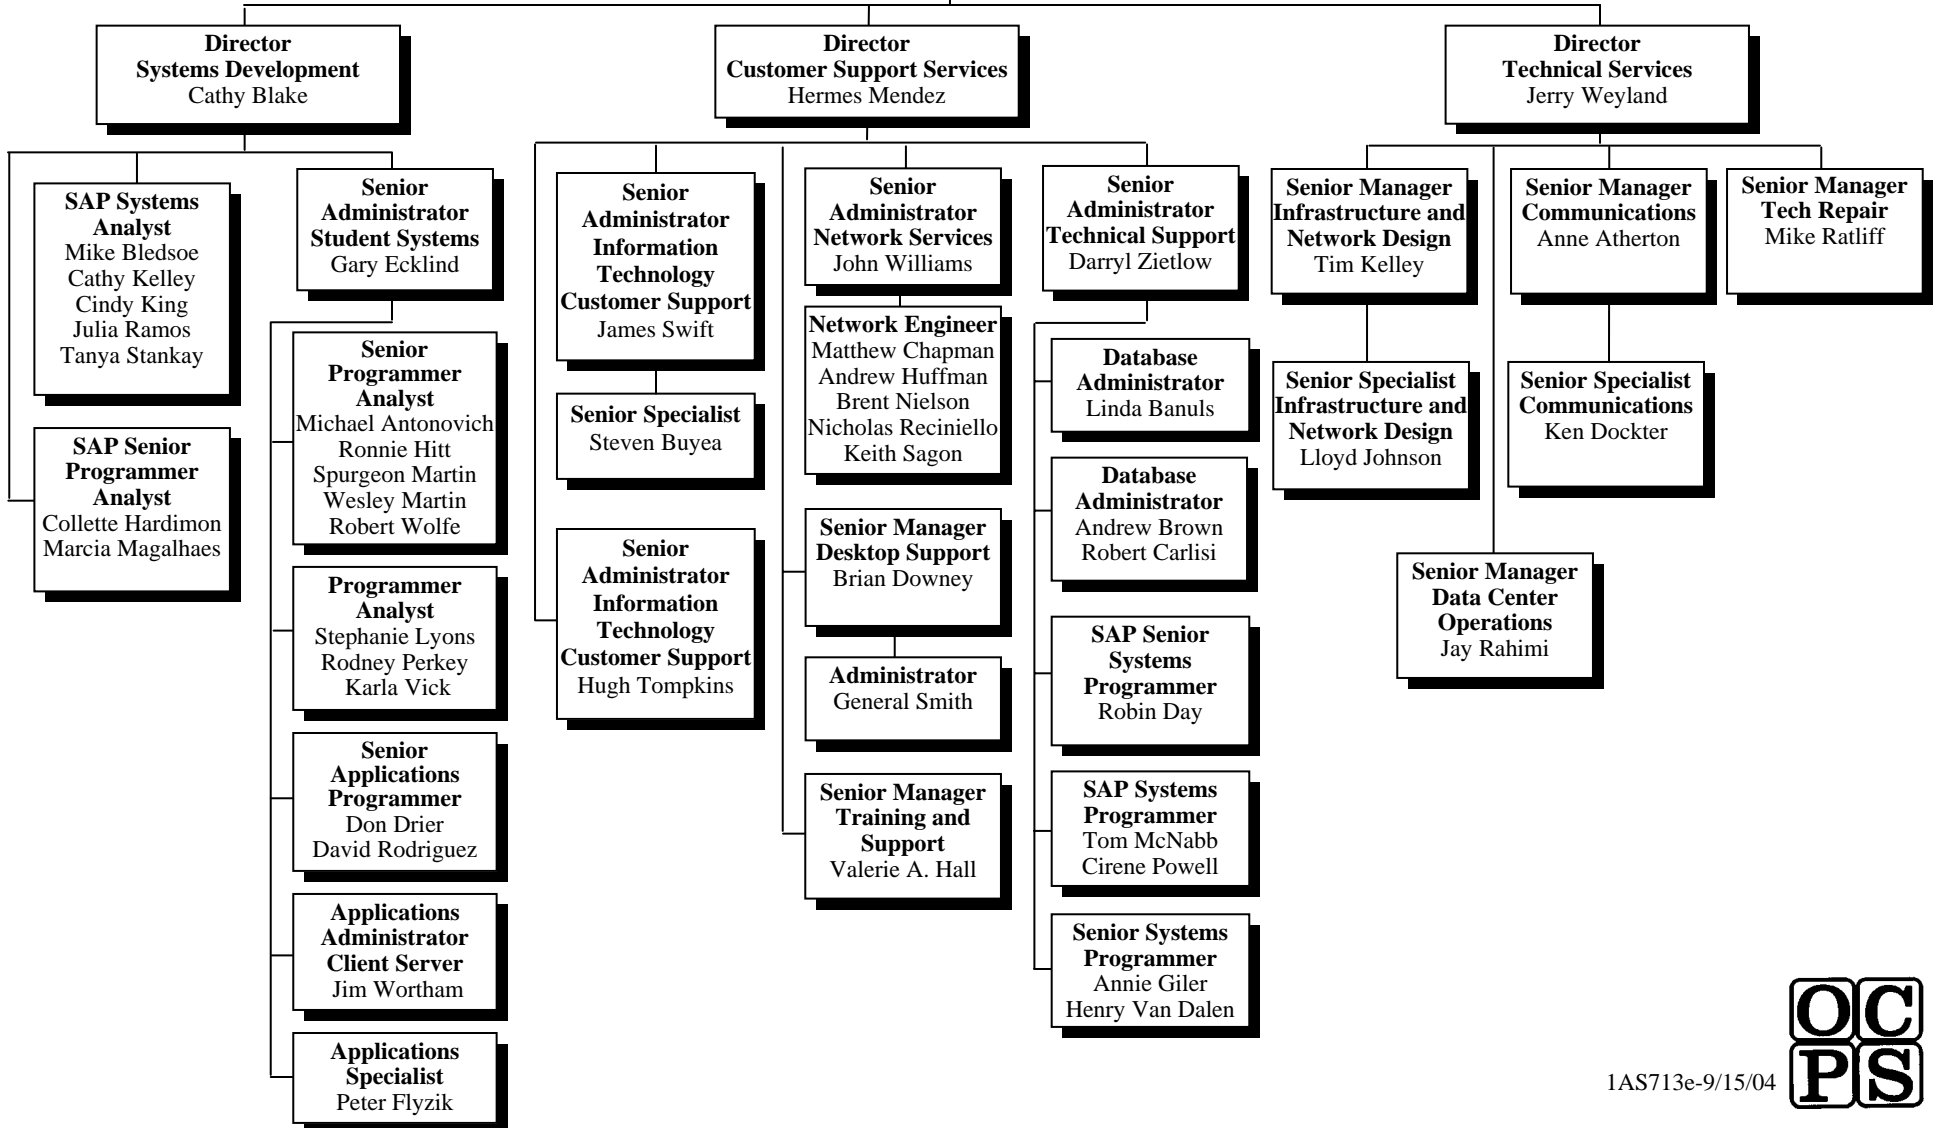 Director
Systems Development
Cathy Blake
SAP Systems
Analyst
Mike Bledsoe
Cathy Kelley
Cindy King
Julia Ramos
Tanya Stankay
SAP Senior
Programmer
Analyst
Collette Hardimon
Marcia Magalhaes
Senior
Administrator
Student Systems
Gary Ecklind
Senior
Programmer
Analyst
Michael Antonovich
Ronnie Hitt
Spurgeon Martin
Wesley Martin
Robert Wolfe
Programmer
Analyst
Stephanie Lyons
Rodney Perkey
Karla Vick
Senior
Applications
Programmer
Don Drier
David Rodriguez
Applications
Administrator
Client Server
Jim Wortham
Applications
Specialist
Peter Flyzik
Director
Customer Support Services
Hermes Mendez
Senior
Administrator
Information
Technology
Customer Support
James Swift
Senior Specialist
Steven Buyea
Senior
Administrator
Information
Technology
Customer Support
Hugh Tompkins
Senior
Administrator
Network Services
John Williams
Network Engineer
Matthew Chapman
Andrew Huffman
Brent Nielson
Nicholas Reciniello
Keith Sagon
Senior Manager
Desktop Support
Brian Downey
Administrator
General Smith
Senior Manager
Training and
Support
Valerie A. Hall
Senior
Administrator
Technical Support
Darryl Zietlow
Database
Administrator
Linda Banuls
Database
Administrator
Andrew Brown
Robert Carlisi
SAP Senior
Systems
Programmer
Robin Day
SAP Systems
Programmer
Tom McNabb
Cirene Powell
Senior Systems
Programmer
Annie Giler
Henry Van Dalen
Director
Technical Services
Jerry Weyland
Senior Manager
Infrastructure and
Network Design
Tim Kelley
Senior Specialist
Infrastructure and
Network Design
Lloyd Johnson
Senior Manager
Communications
Anne Atherton
Senior Specialist
Communications
Ken Dockter
Senior Manager
Tech Repair
Mike Ratliff
Senior Manager
Data Center
Operations
Jay Rahimi
1AS713e-9/15/04
OC
PS